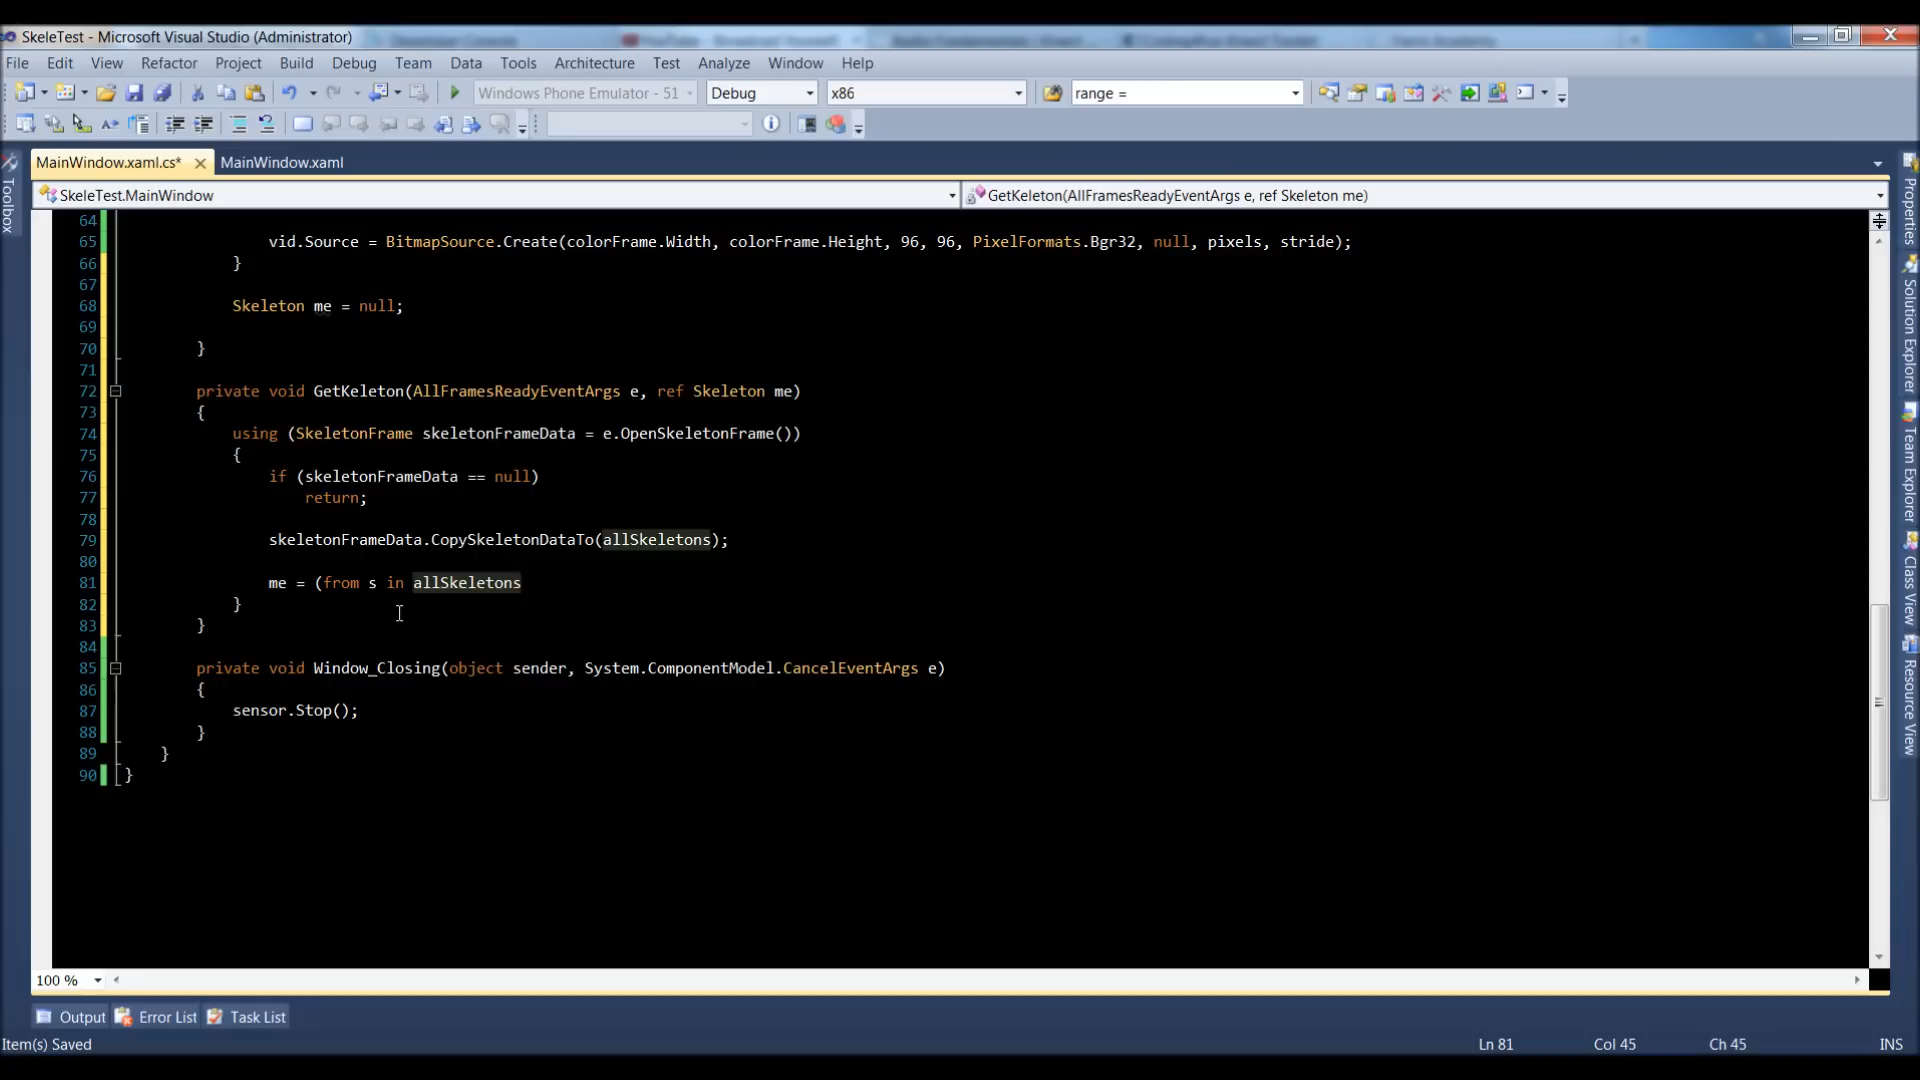 SkeleTest - Microsoft Visual Studio (Administrator)
File Edit View Refactor Project Build Debug Team Data Tools Architecture Test Analyze Window Help
Windows Phone Emulator - 51 Debug x86 range =
MainWindow.xaml.cs* MainWindow.xaml
SkeleTest.MainWindow GetKeleton(AllFramesReadyEventArgs e, ref Skeleton me)
64
65 vid.Source = BitmapSource.Create(colorFrame.Width, colorFrame.Height, 96, 96, PixelFormats.Bgr32, null, pixels, stride);
66 }
67
68 Skeleton me = null;
69
70 }
71
72 private void GetKeleton(AllFramesReadyEventArgs e, ref Skeleton me)
73 {
74 using (SkeletonFrame skeletonFrameData = e.OpenSkeletonFrame())
75 {
76 if (skeletonFrameData == null)
77 return;
78
79 skeletonFrameData.CopySkeletonDataTo(allSkeletons);
80
81 me = (from s in allSkeletons
82 }
83 }
84
85 private void Window_Closing(object sender, System.ComponentModel.CancelEventArgs e)
86 {
87 sensor.Stop();
88 }
89 }
90 }
Toolbox
Properties
Solution Explorer
Team Explorer
Class View
Resource View
100 %
Output Error List Task List
Item(s) Saved Ln 81 Col 45 Ch 45 INS